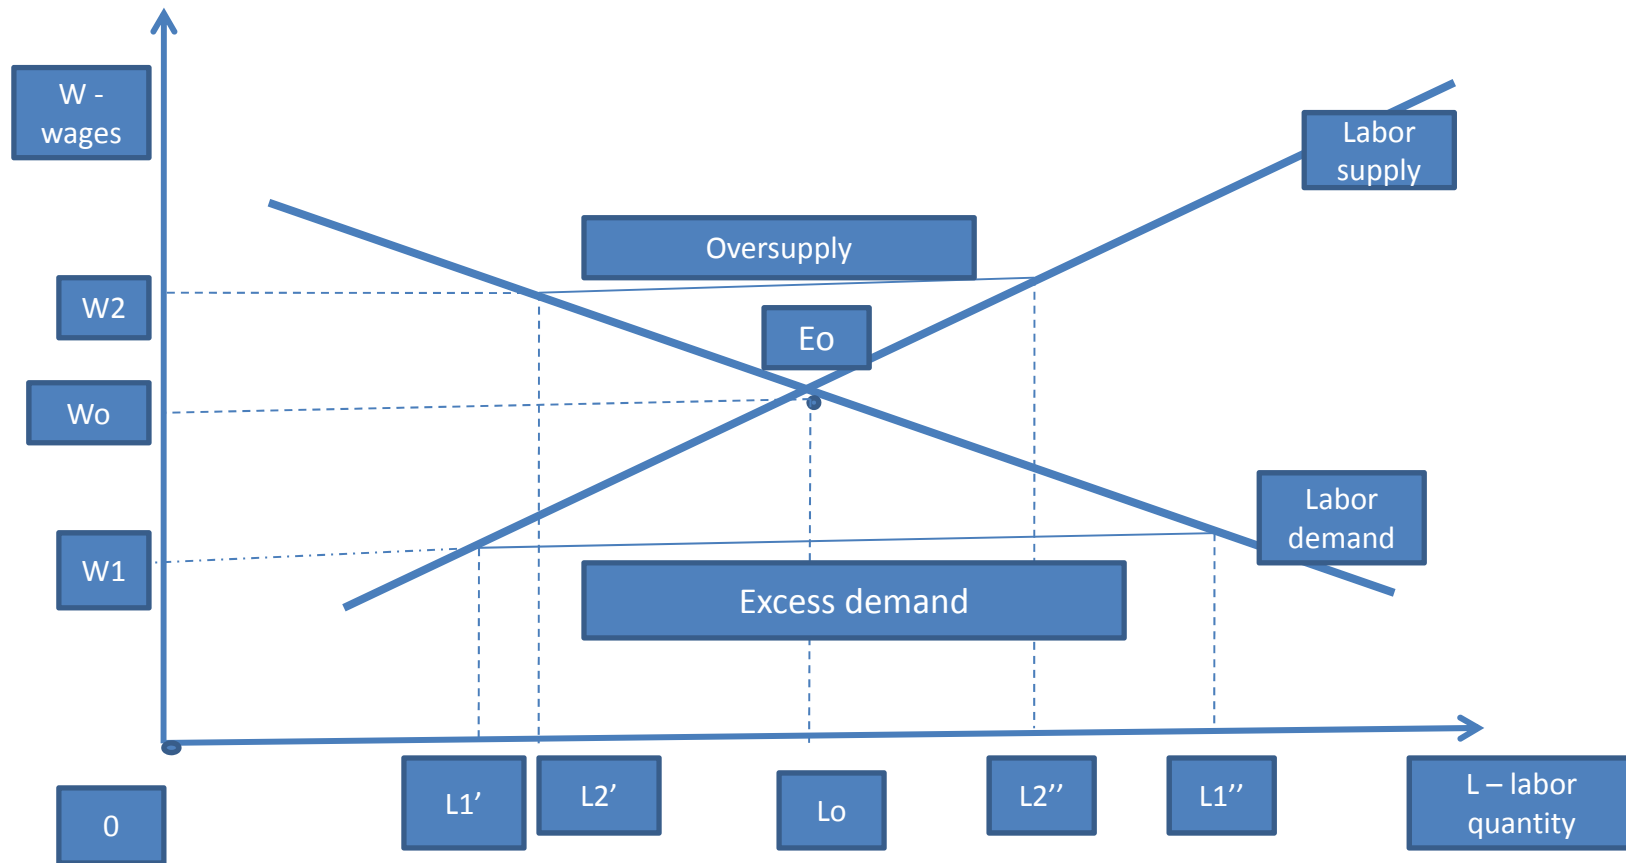 W -
wages
Labor
supply
Oversupply
W2
Eo
Wo
Labor
demand
W1
Excess demand
L1’
L2’
Lo
L2’’
L1’’
L – labor
quantity
0